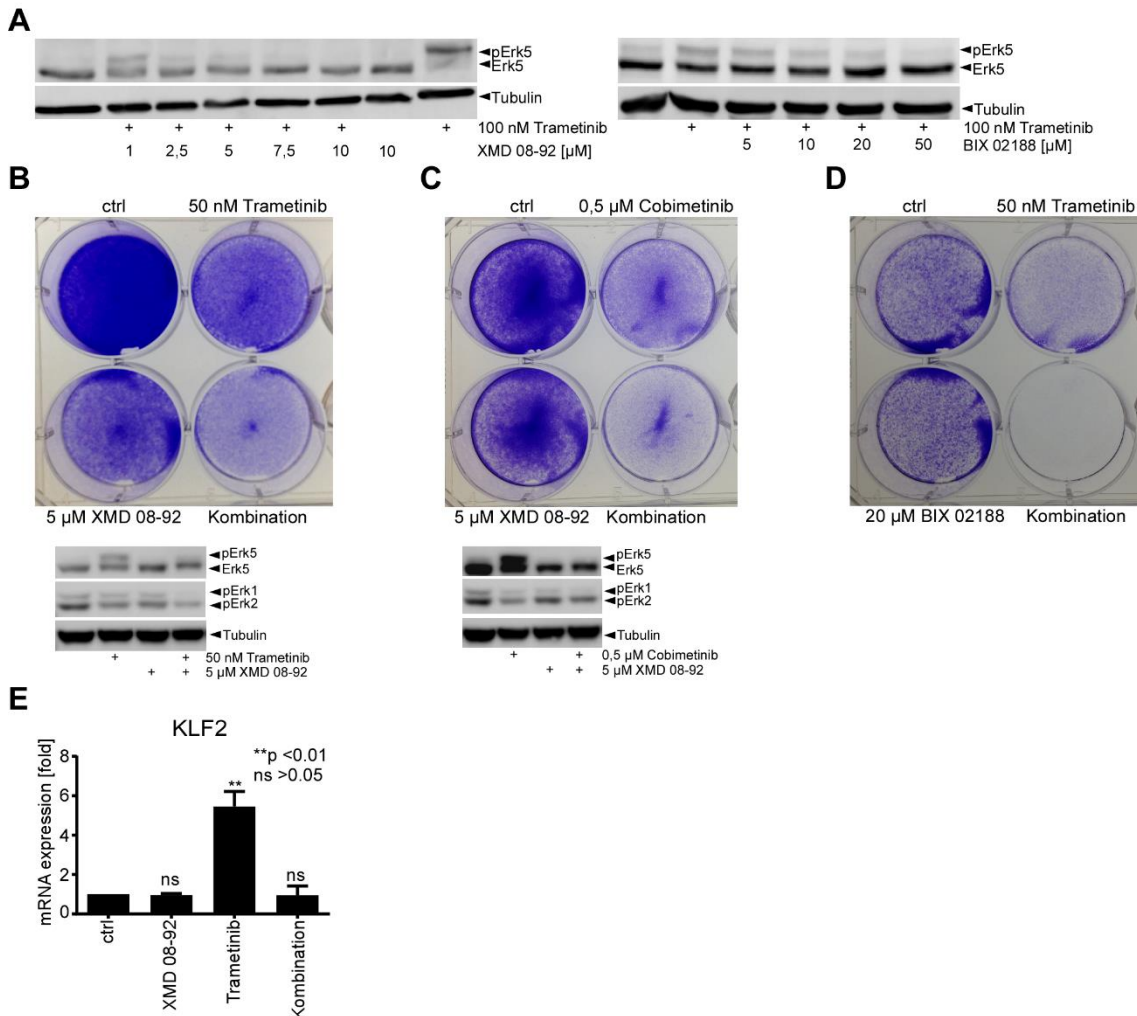 A
pErk5
Erk5
Tubulin
+ + + + + + 100 nM Trametinib
1 2,5 5 7,5 10 10 XMD 08-92 [µM]
pErk5
Erk5
Tubulin
+ + + + + 100 nM Trametinib
5 10 20 50 BIX 02188 [µM]
B
ctrl 50 nM Trametinib
5 µM XMD 08-92 Kombination
pErk5
Erk5
pErk1
pErk2
Tubulin
+ + 50 nM Trametinib
+ + 5 µM XMD 08-92
C
ctrl 0,5 µM Cobimetinib
5 µM XMD 08-92 Kombination
pErk5
Erk5
pErk1
pErk2
Tubulin
+ + 0,5 µM Cobimetinib
+ + 5 µM XMD 08-92
D
ctrl 50 nM Trametinib
20 µM BIX 02188 Kombination
E
KLF2
**p <0.01
ns >0.05
mRNA expression [fold]
8
6
4
2
0
ns
**
ns
ctrl
XMD 08-92
Trametinib
Kombination